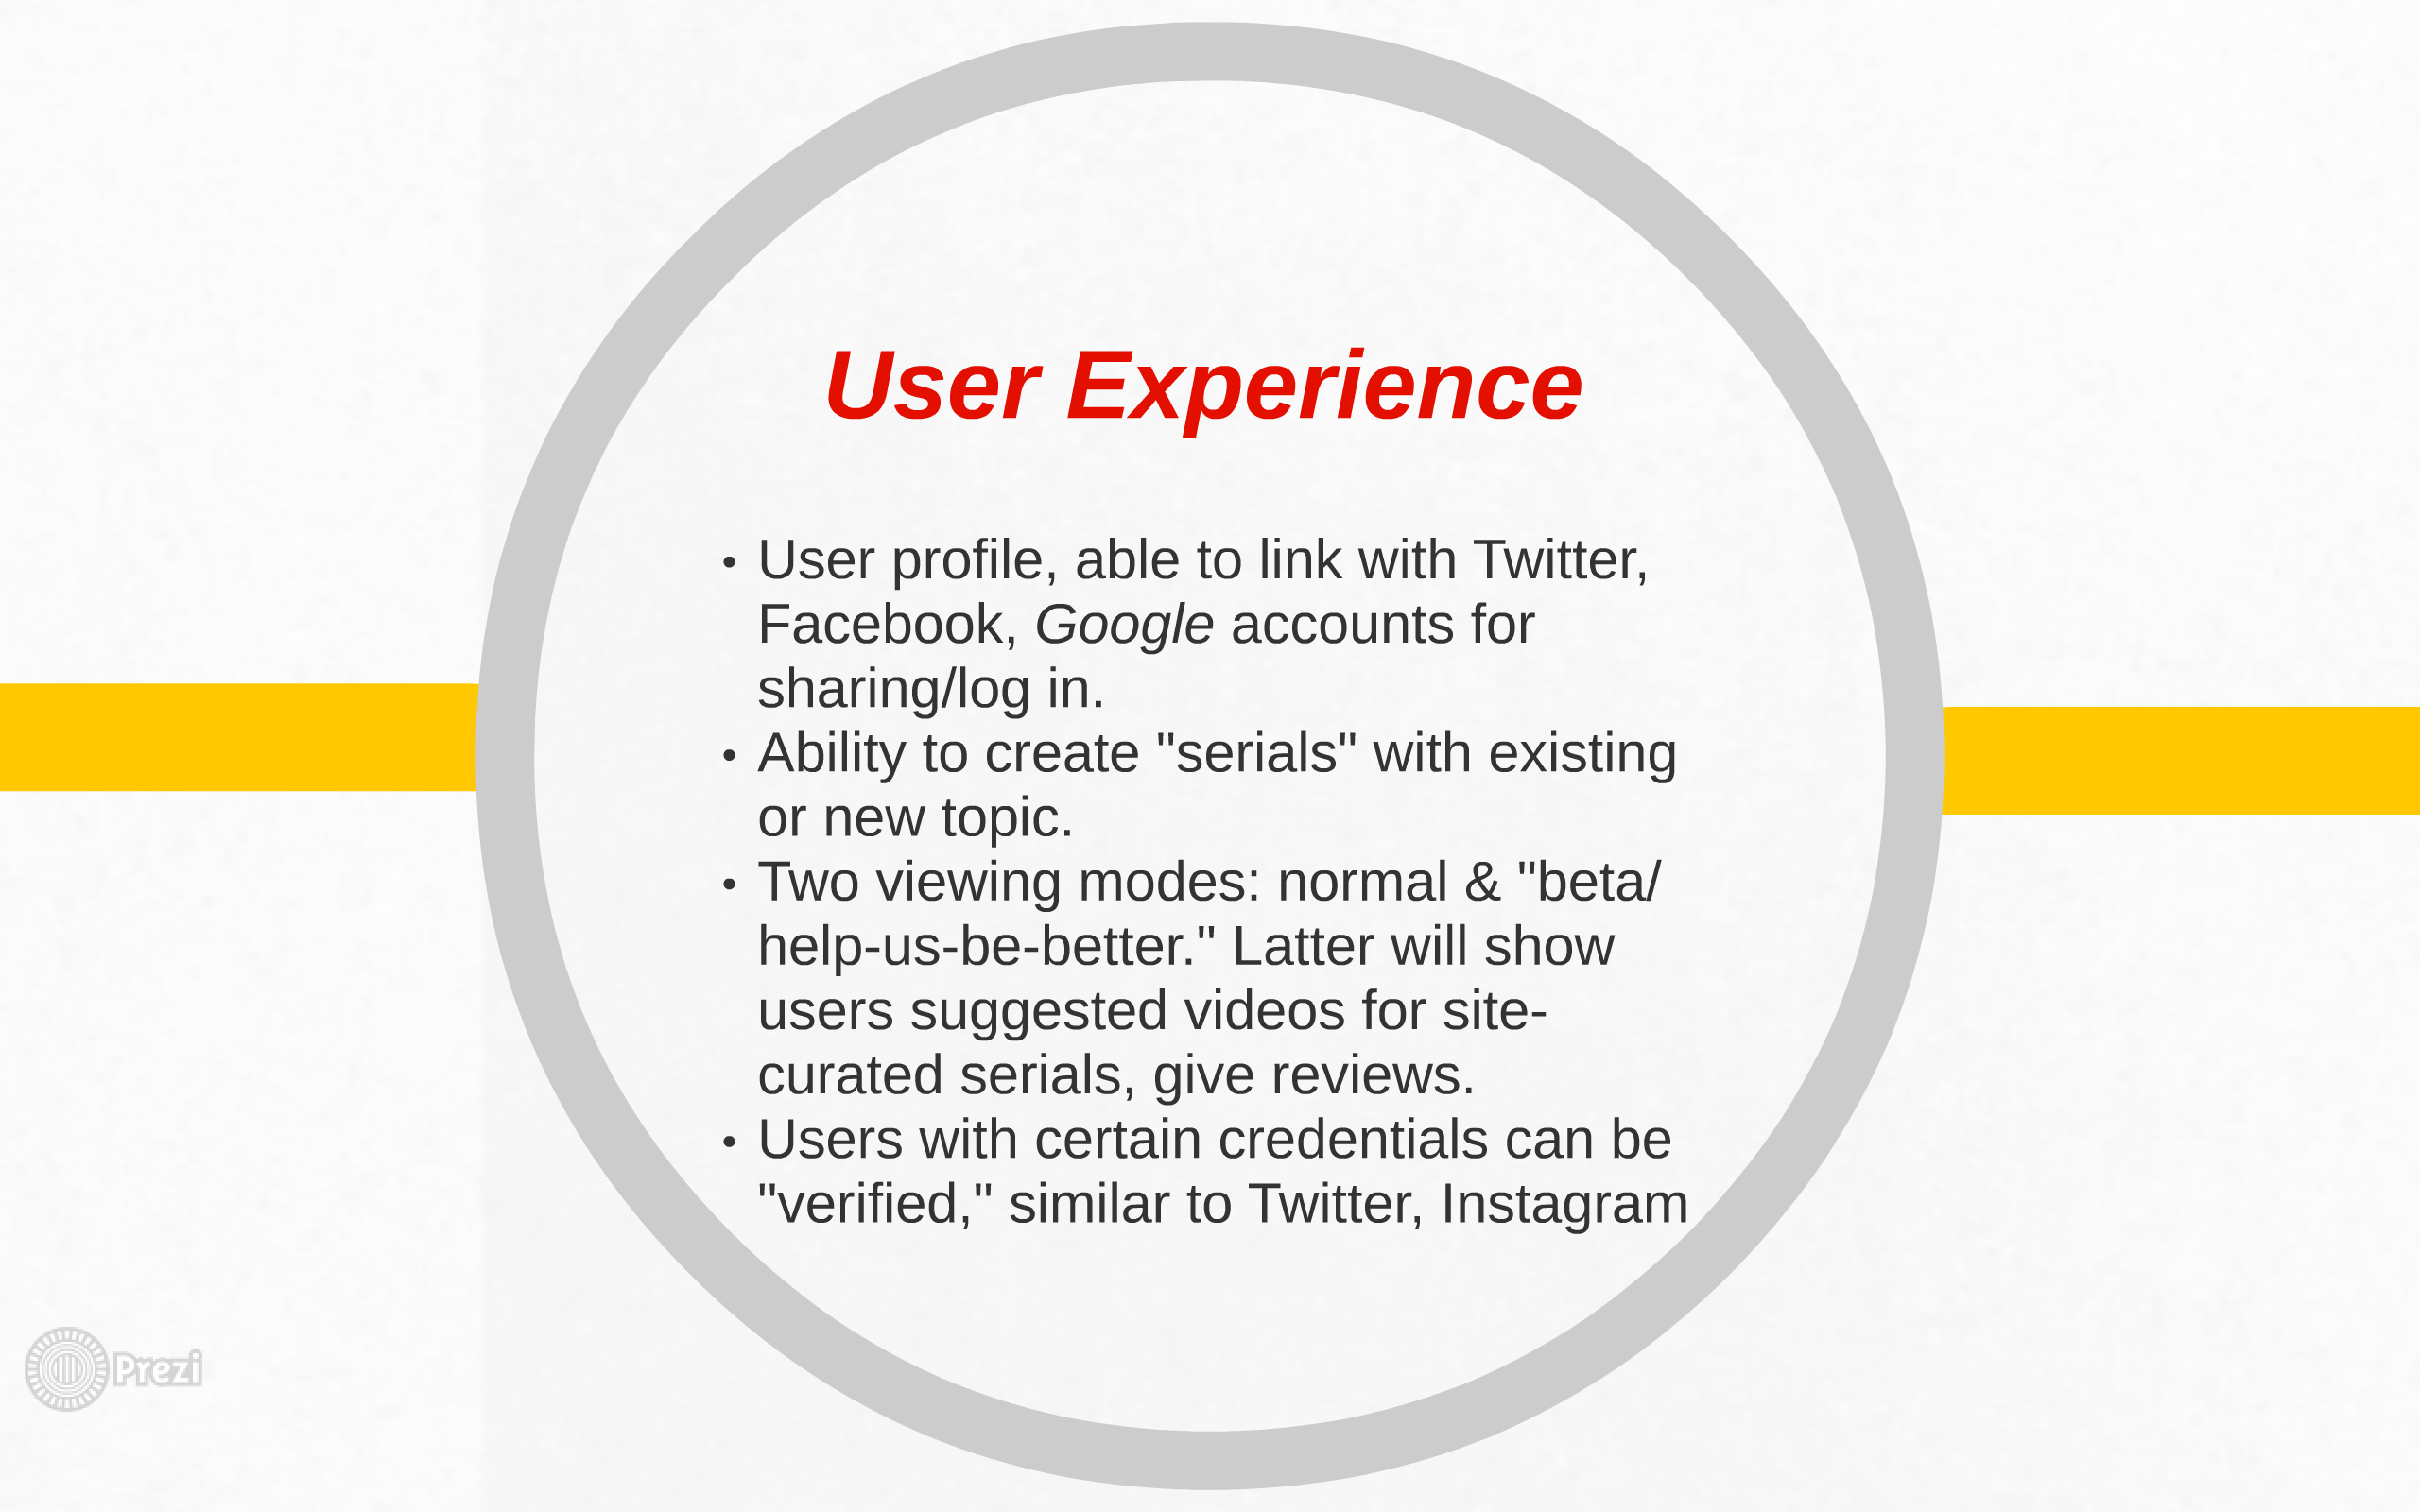 User Experience
• User profile, able to link with Twitter,
Facebook, Google accounts for
sharing/log in.
• Ability to create "serials" with existing
or new topic.
• Two viewing modes: normal & "beta/
help-us-be-better." Latter will show
users suggested videos for site-
curated serials, give reviews.
• Users with certain credentials can be
"verified," similar to Twitter, Instagram
Prezi